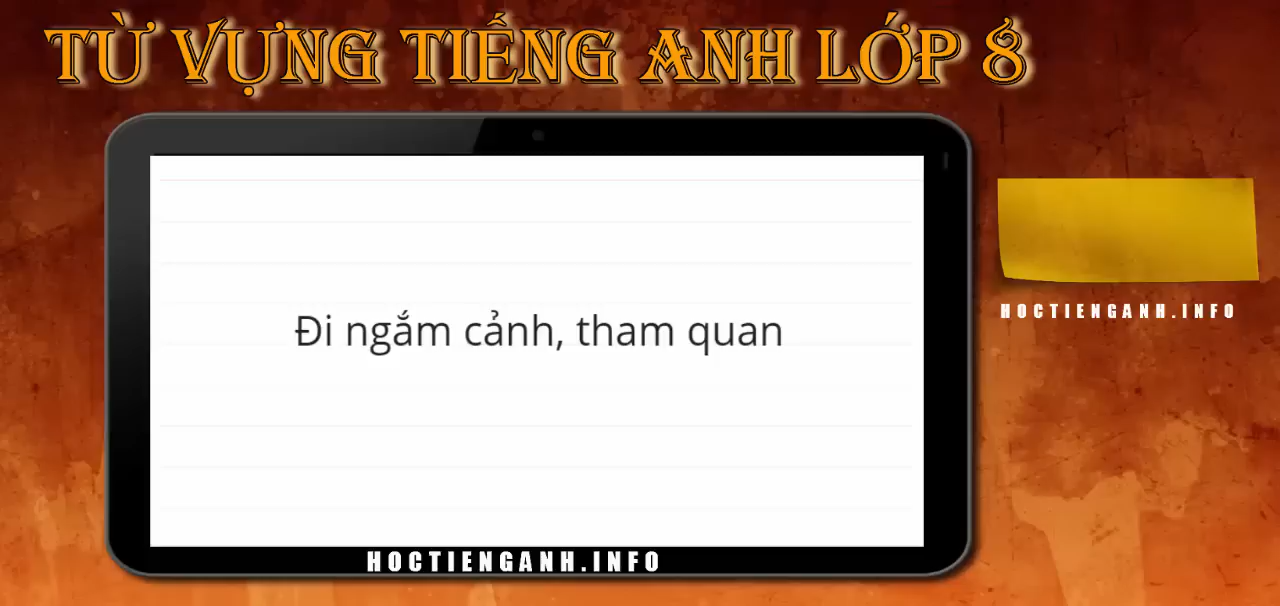 TỪ VỰNG TIẾNG ANH LỚP 8
Đi ngắm cảnh, tham quan
HOCTIENGANH.INFO
HOCTIENGANH.INFO